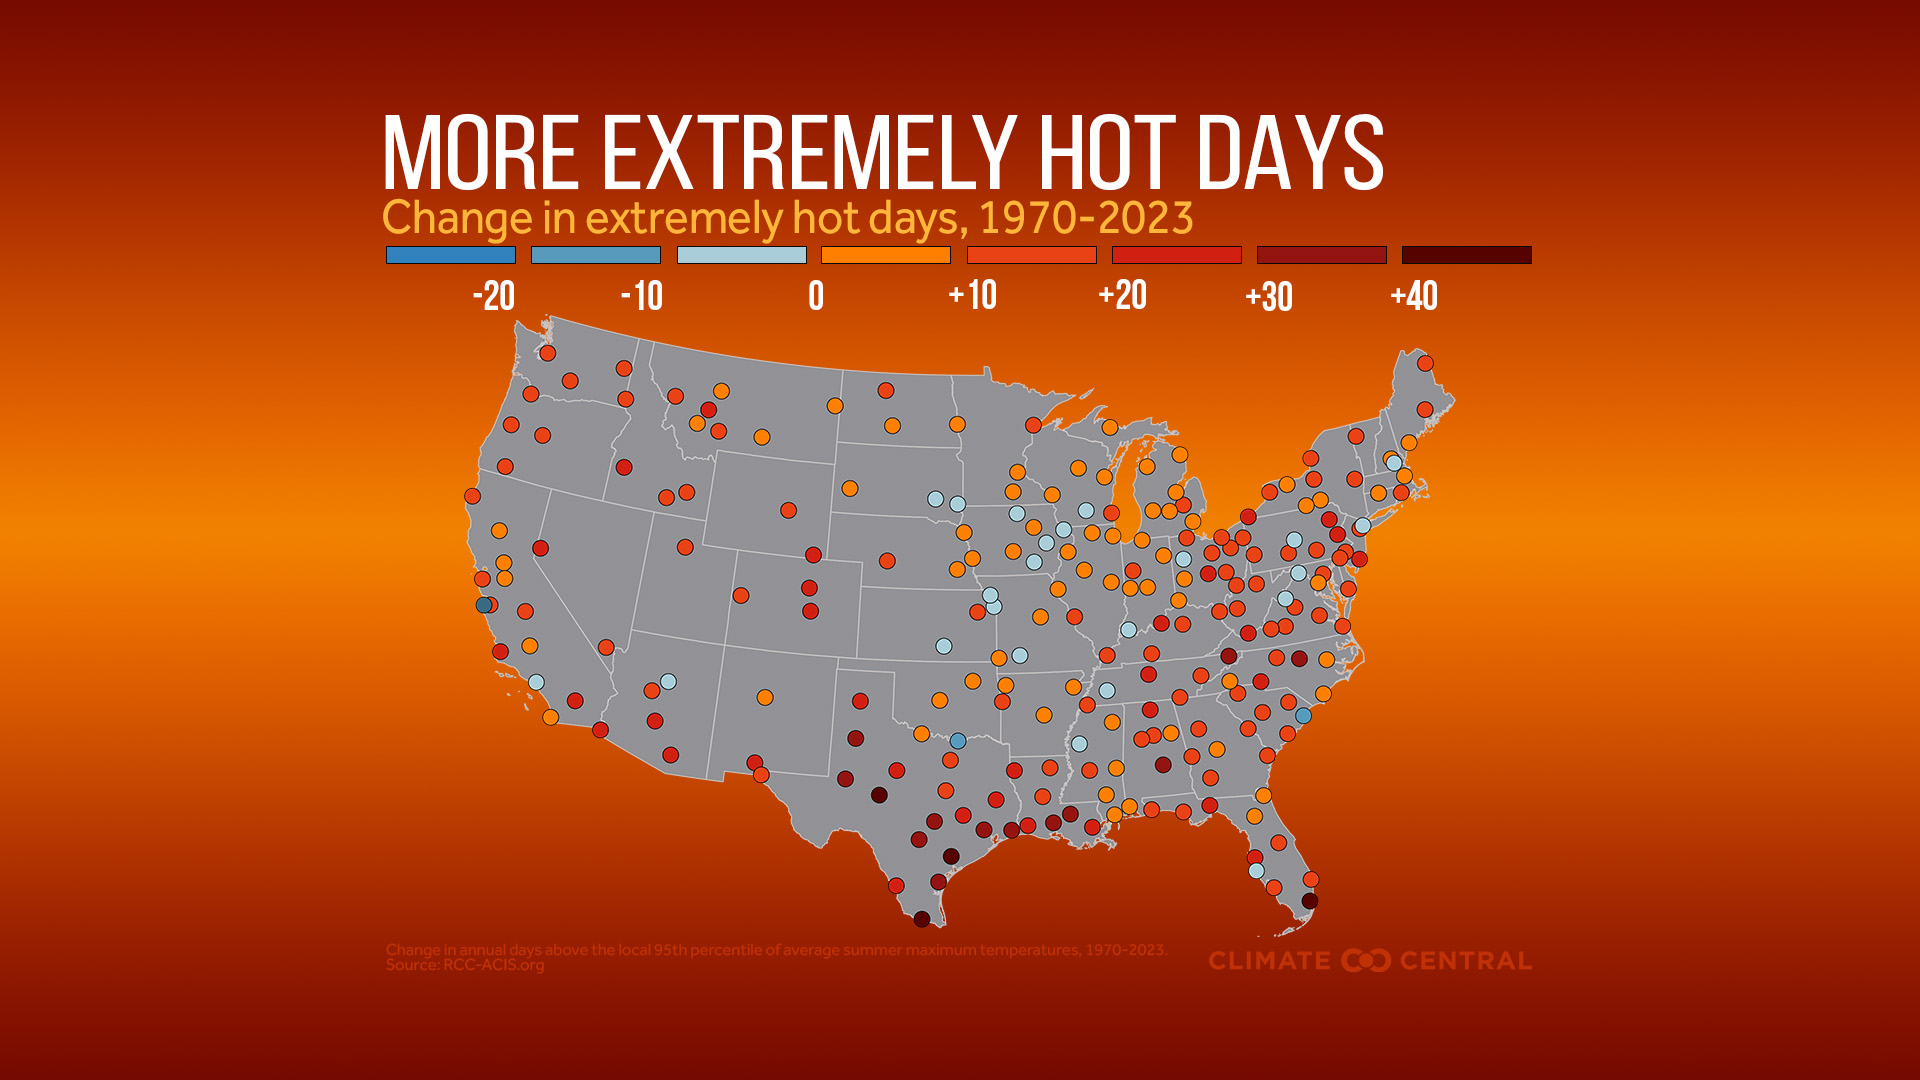 MORE EXTREMELY HOT DAYS
Change in extremely hot days, 1970-2023
-20 -10 0 +10 +20 +30 +40
Change in annual days above the local 95th percentile of average summer maximum temperatures, 1970-2023.
Source: RCC-ACIS.org
CLIMATE CENTRAL